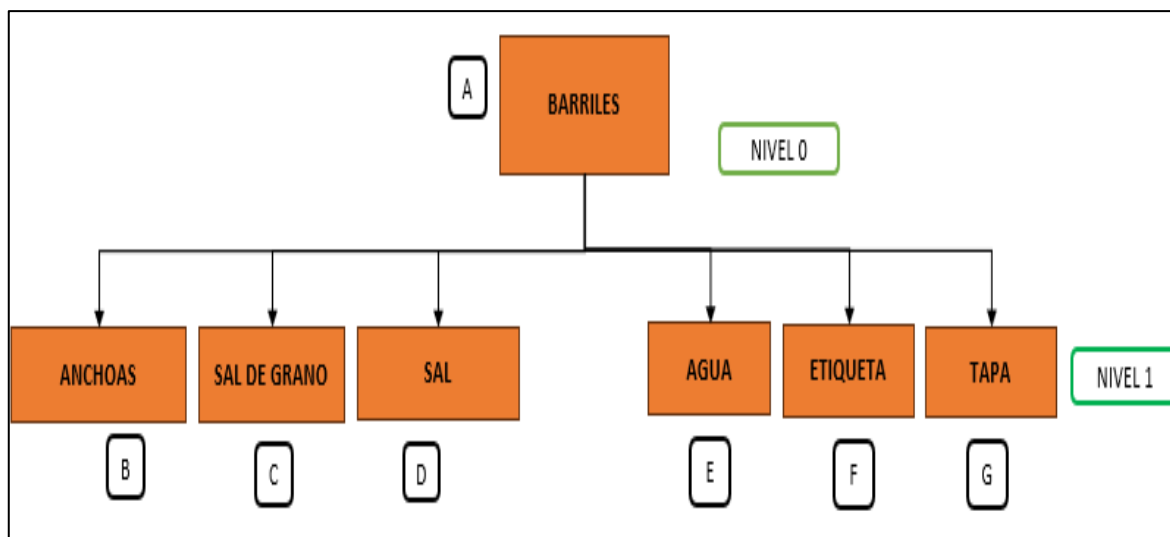 A
BARRILES
NIVEL 0
ANCHOAS
SAL DE GRANO
SAL
AGUA
ETIQUETA
TAPA
NIVEL 1
B
C
D
E
F
G